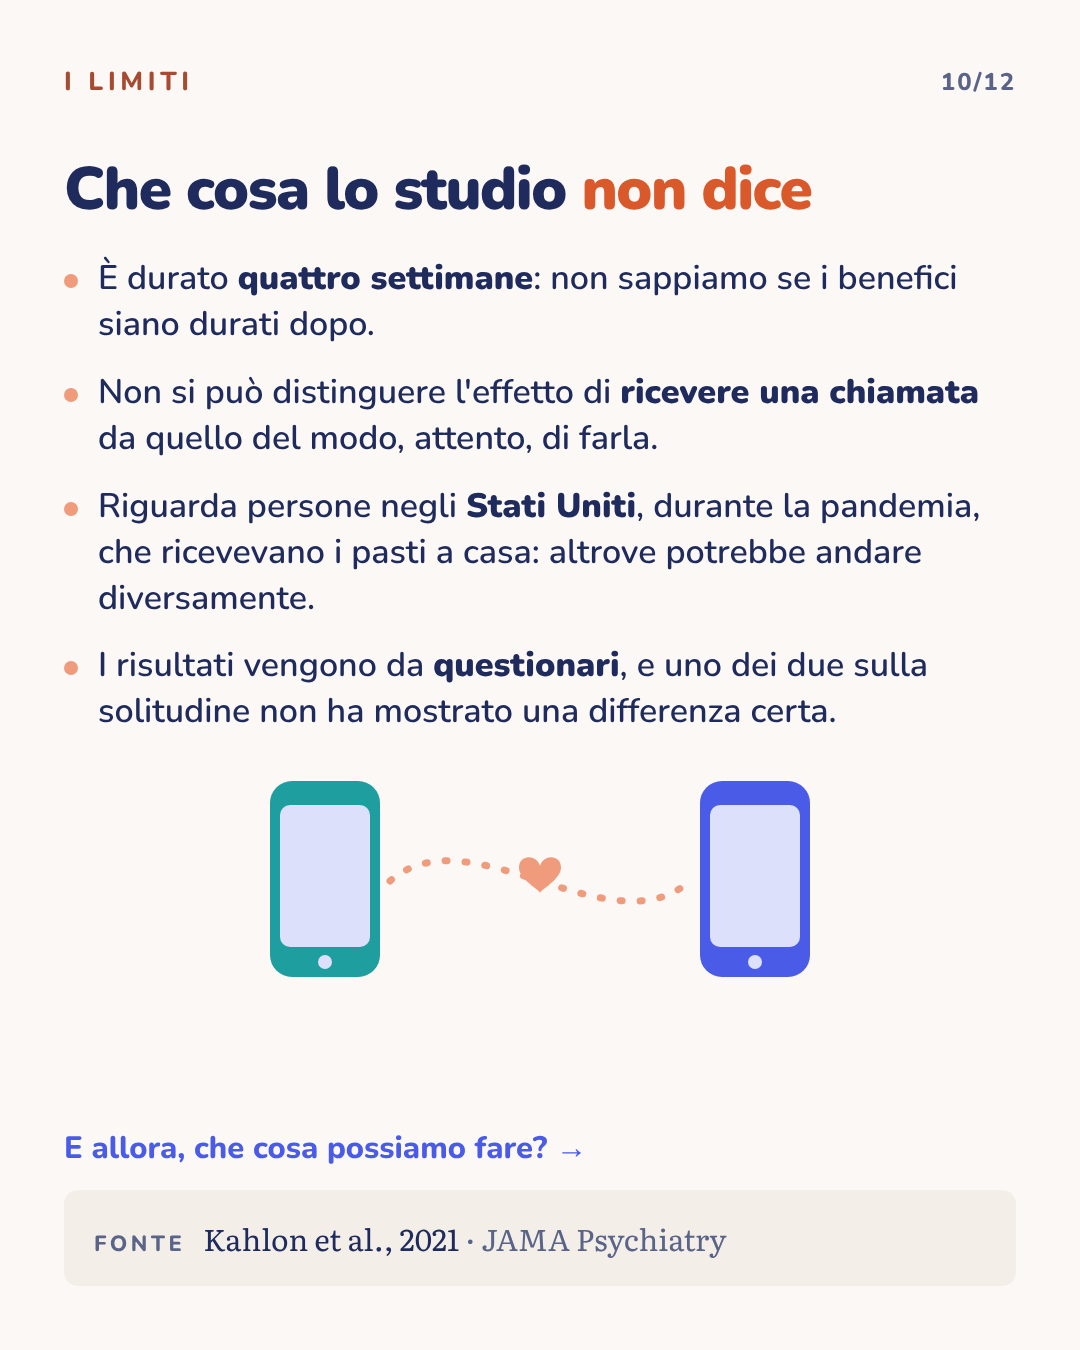 I LIMITI
10/12
Che cosa lo studio non dice
È durato quattro settimane: non sappiamo se i benefici
siano durati dopo.
Non si può distinguere l'effetto di ricevere una chiamata
da quello del modo, attento, di farla.
Riguarda persone negli Stati Uniti, durante la pandemia,
che ricevevano i pasti a casa: altrove potrebbe andare
diversamente.
I risultati vengono da questionari, e uno dei due sulla
solitudine non ha mostrato una differenza certa.
E allora, che cosa possiamo fare? →
FONTE Kahlon et al., 2021 · JAMA Psychiatry